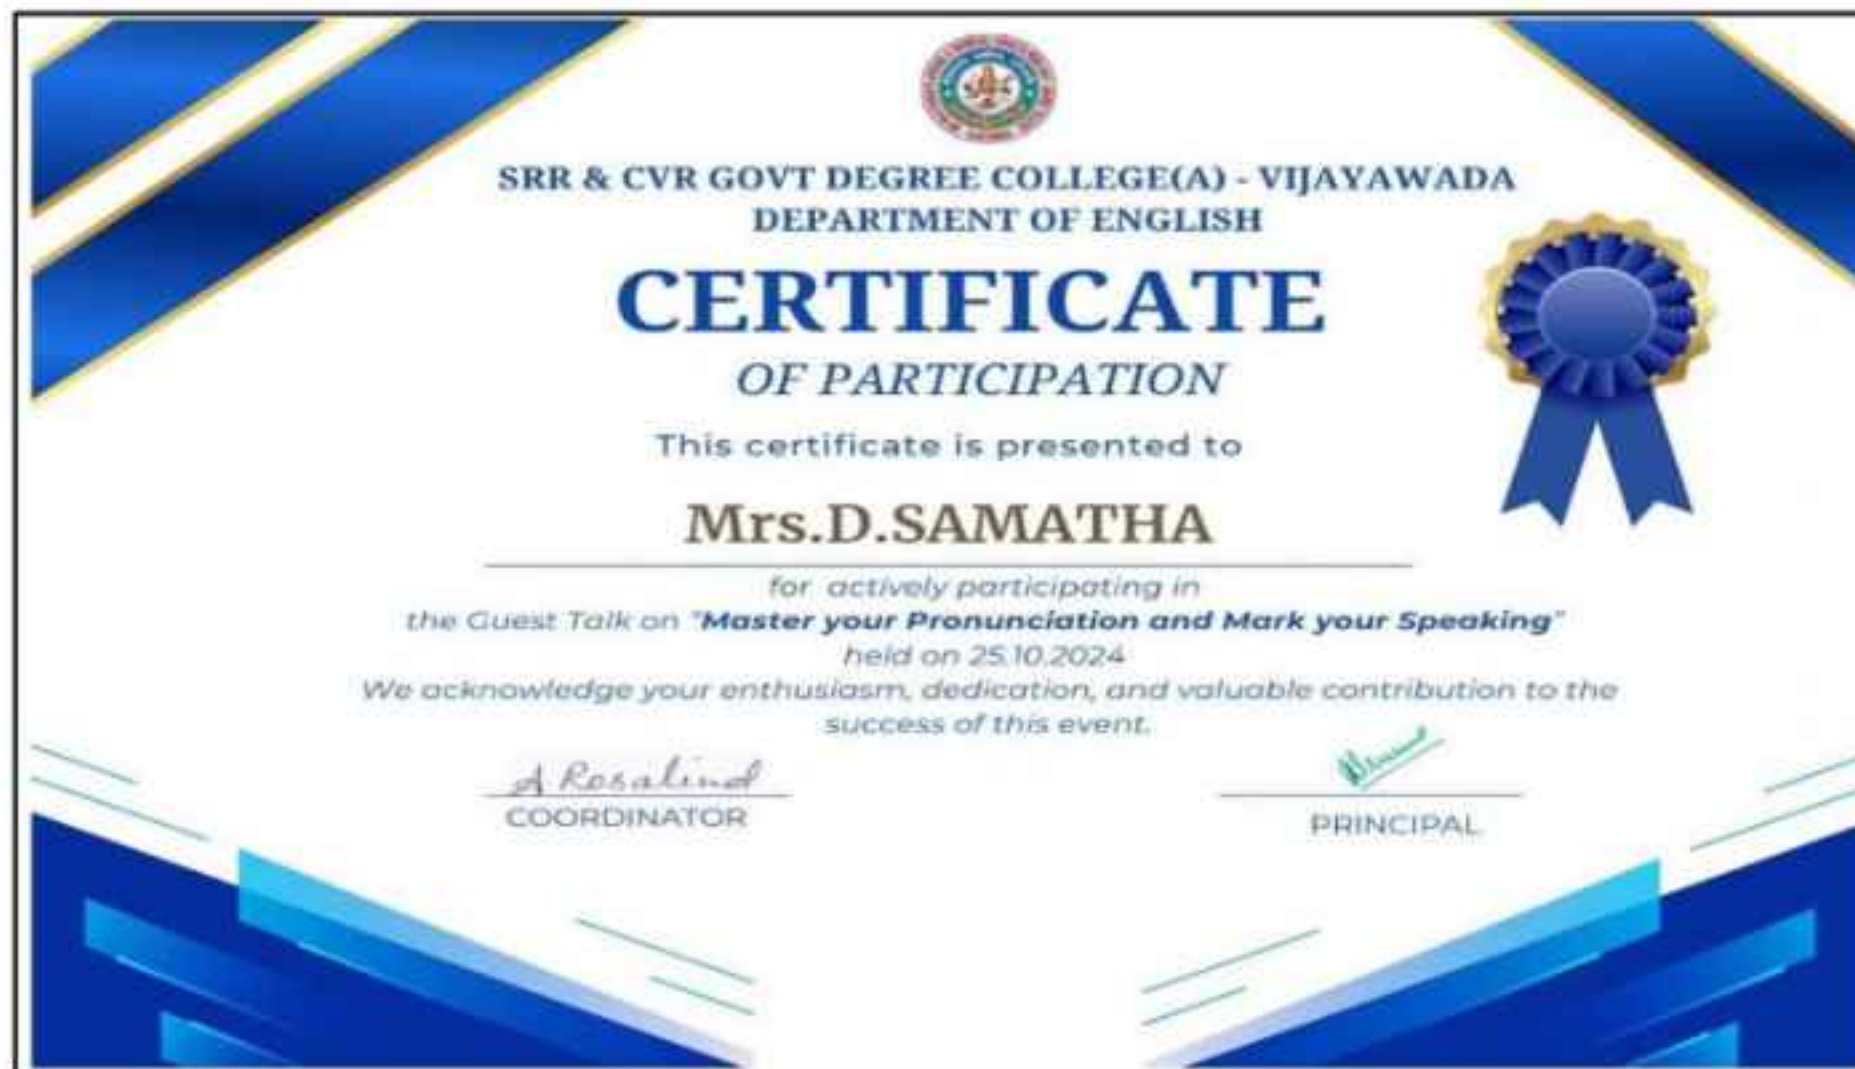 SRR & CVR GOVT DEGREE COLLEGE(A) - VIJAYAWADA
DEPARTMENT OF ENGLISH
CERTIFICATE
OF PARTICIPATION
This certificate is presented to
Mrs.D.SAMATHA
for actively participating in
the Guest Talk on "Master your Pronunciation and Mark your Speaking"
held on 25.10.2024
We acknowledge your enthusiasm, dedication, and valuable contribution to the
success of this event.
A Rosalind
COORDINATOR
PRINCIPAL